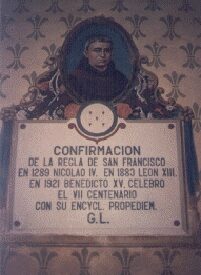 CONFIRMACION
DE LA REGLA DE SAN FRANCISCO
EN 1289 NICOLAO IV. EN 1883 LEON XIII.
EN 1921 BENEDICTO XV. CELEBRO
EL VII CENTENARIO
CON SU ENCYCL. PROPEDIEM.
G.L.